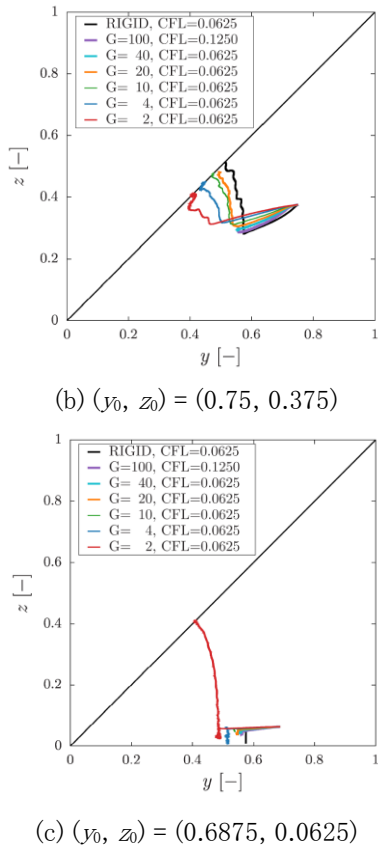 RIGID, CFL=0.0625
G=100, CFL=0.1250
G= 40, CFL=0.0625
G= 20, CFL=0.0625
G= 10, CFL=0.0625
G= 4, CFL=0.0625
G= 2, CFL=0.0625
1
0.8
0.6
0.4
0.2
0
z [−]
0 0.2 0.4 0.6 0.8 1
y [−]
(b) (y₀, z₀) = (0.75, 0.375)
RIGID, CFL=0.0625
G=100, CFL=0.1250
G= 40, CFL=0.0625
G= 20, CFL=0.0625
G= 10, CFL=0.0625
G= 4, CFL=0.0625
G= 2, CFL=0.0625
1
0.8
0.6
0.4
0.2
0
z [−]
0 0.2 0.4 0.6 0.8 1
y [−]
(c) (y₀, z₀) = (0.6875, 0.0625)